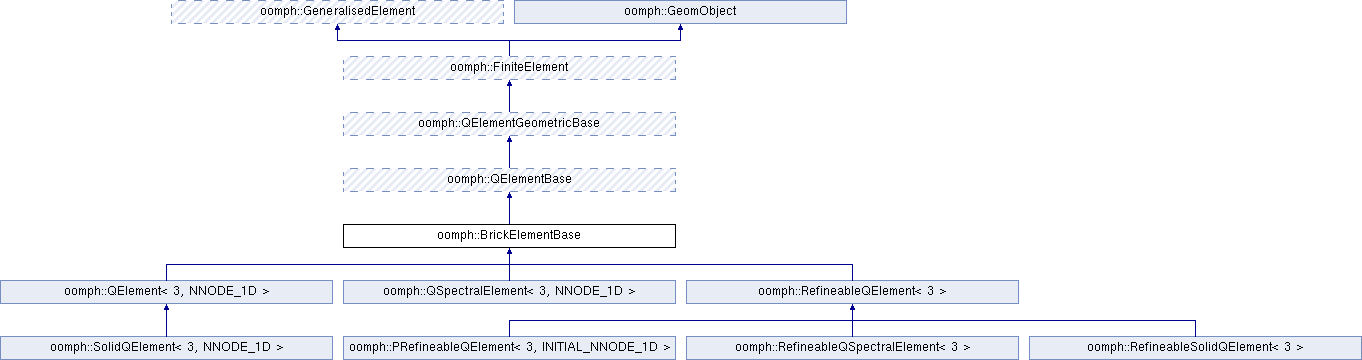 oomph::GeneralisedElement
oomph::GeomObject
oomph::FiniteElement
oomph::QElementGeometricBase
oomph::QElementBase
oomph::BrickElementBase
oomph::QElement< 3, NNODE_1D >
oomph::QSpectralElement< 3, NNODE_1D >
oomph::RefineableQElement< 3 >
oomph::SolidQElement< 3, NNODE_1D >
oomph::PRefineableQElement< 3, INITIAL_NNODE_1D >
oomph::RefineableQSpectralElement< 3 >
oomph::RefineableSolidQElement< 3 >